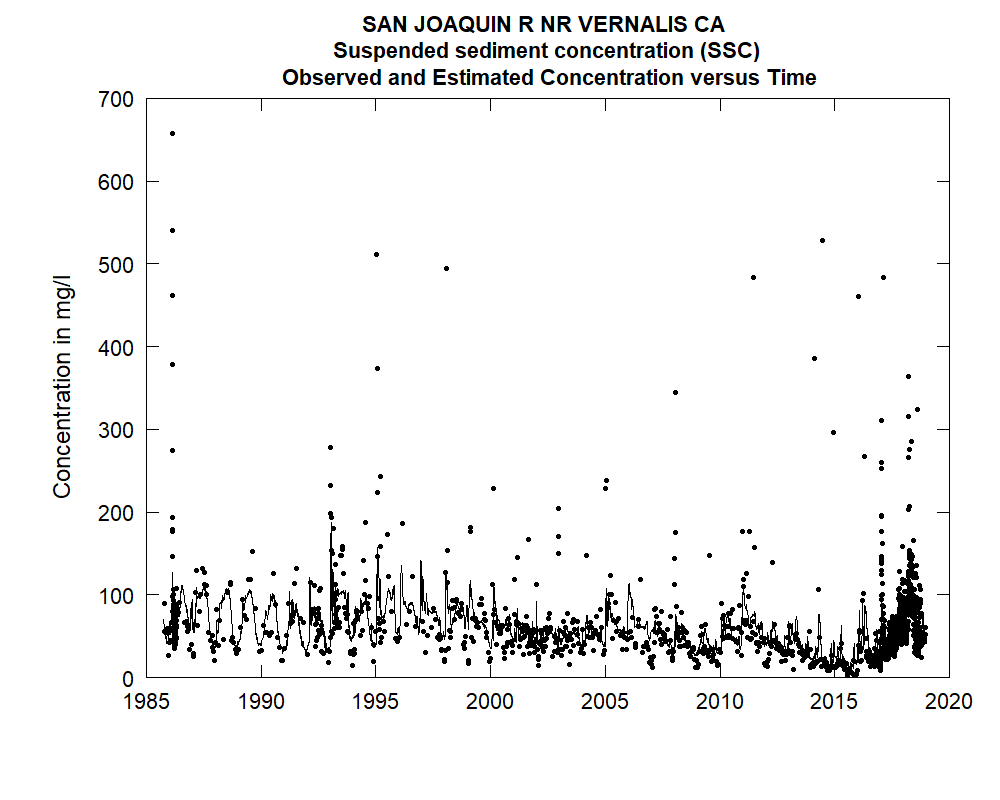 SAN JOAQUIN R NR VERNALIS CA
Suspended sediment concentration (SSC)
Observed and Estimated Concentration versus Time
700
600
500
400
300
200
100
0
Concentration in mg/l
1985 1990 1995 2000 2005 2010 2015 2020